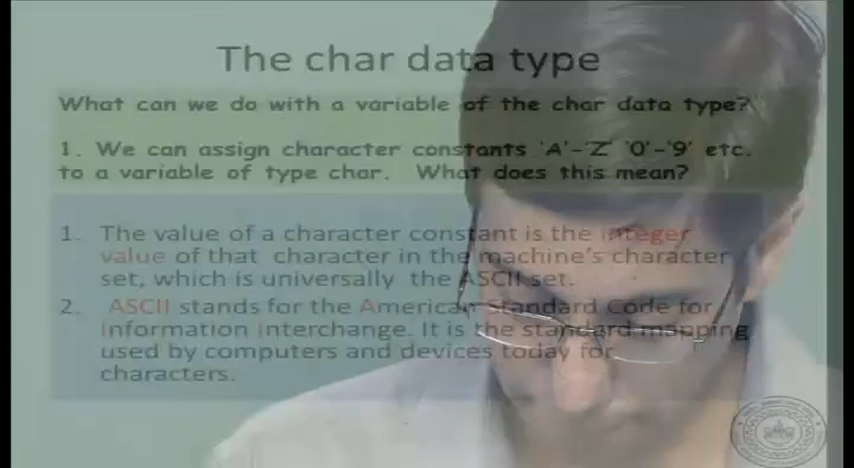 The char data type
What can we do with a variable of the char data type?
1. We can assign character constants 'A'-'Z' '0'-'9' etc.
to a variable of type char. What does this mean?
1. The value of a character constant is the integer
value of that character in the machine's character
set, which is universally the ASCII set.
2. ASCII stands for the American Standard Code for
Information Interchange. It is the standard mapping
used by computers and devices today for
characters.